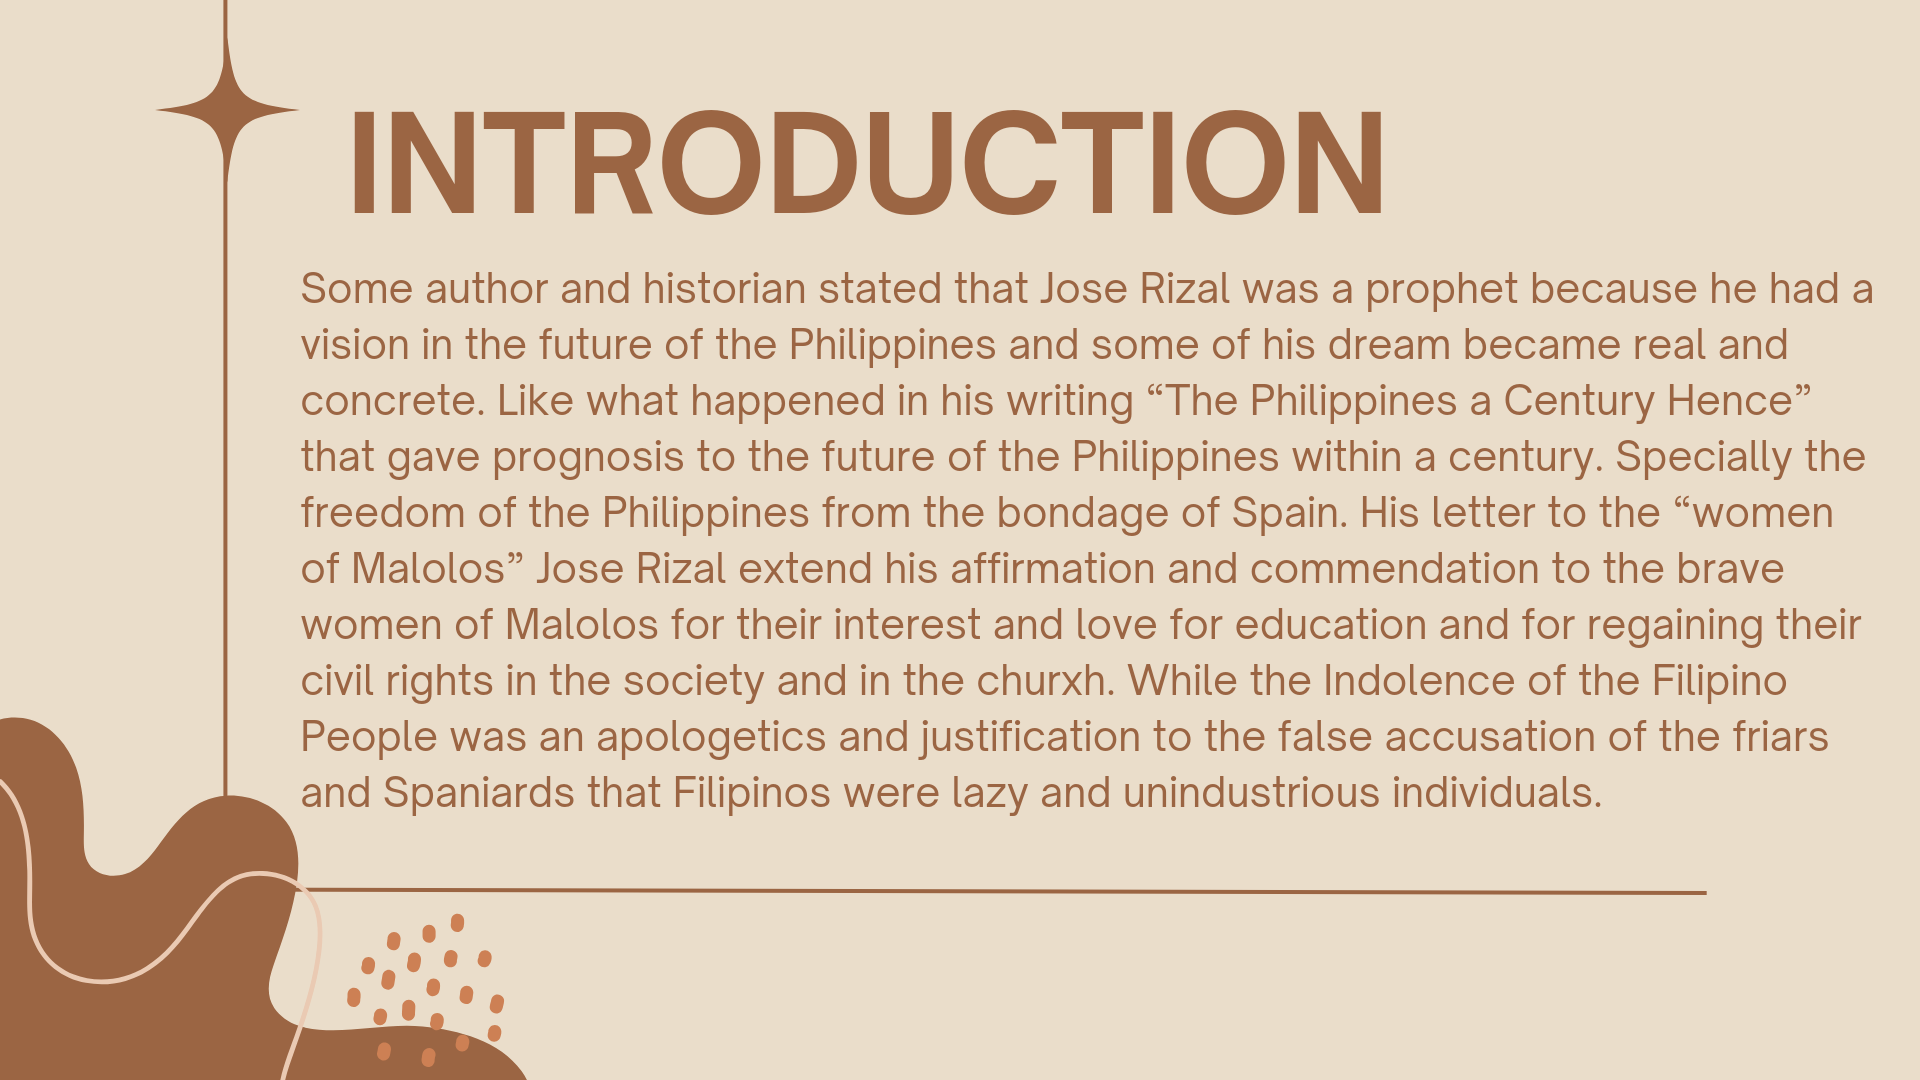 INTRODUCTION
Some author and historian stated that Jose Rizal was a prophet because he had a
vision in the future of the Philippines and some of his dream became real and
concrete. Like what happened in his writing “The Philippines a Century Hence”
that gave prognosis to the future of the Philippines within a century. Specially the
freedom of the Philippines from the bondage of Spain. His letter to the “women
of Malolos” Jose Rizal extend his affirmation and commendation to the brave
women of Malolos for their interest and love for education and for regaining their
civil rights in the society and in the churxh. While the Indolence of the Filipino
People was an apologetics and justification to the false accusation of the friars
and Spaniards that Filipinos were lazy and unindustrious individuals.